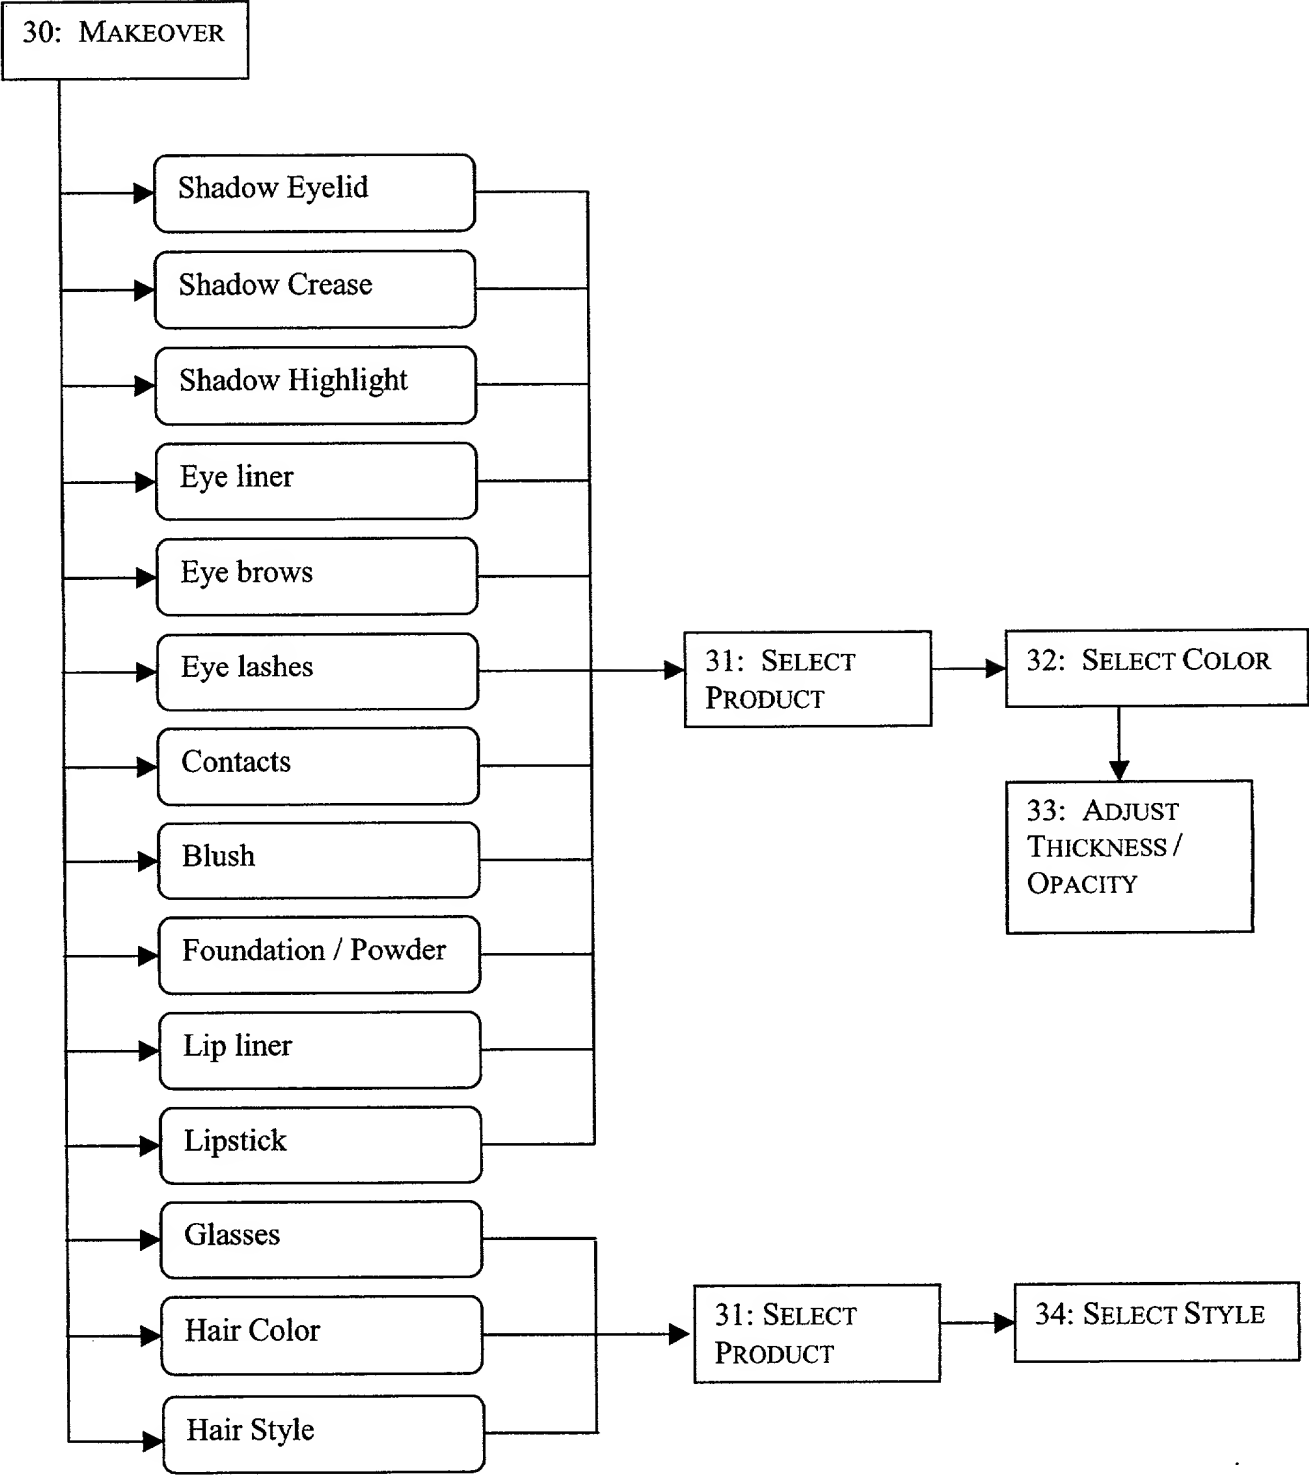 30: MAKEOVER
Shadow Eyelid
Shadow Crease
Shadow Highlight
Eye liner
Eye brows
Eye lashes
Contacts
Blush
Foundation / Powder
Lip liner
Lipstick
Glasses
Hair Color
Hair Style
31: SELECT
PRODUCT
32: SELECT COLOR
33: ADJUST
THICKNESS /
OPACITY
31: SELECT
PRODUCT
34: SELECT STYLE